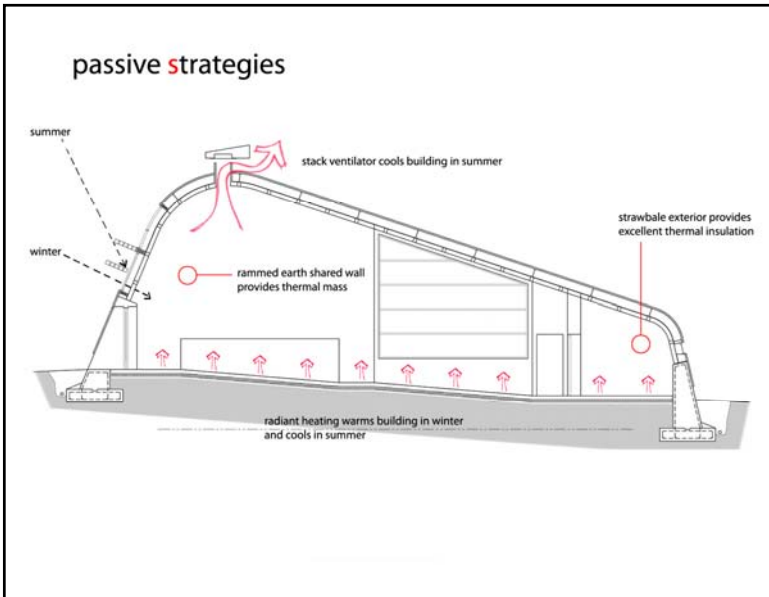 passive strategies
summer
stack ventilator cools building in summer
strawbale exterior provides
excellent thermal insulation
winter
rammed earth shared wall
provides thermal mass
radiant heating warms building in winter
and cools in summer